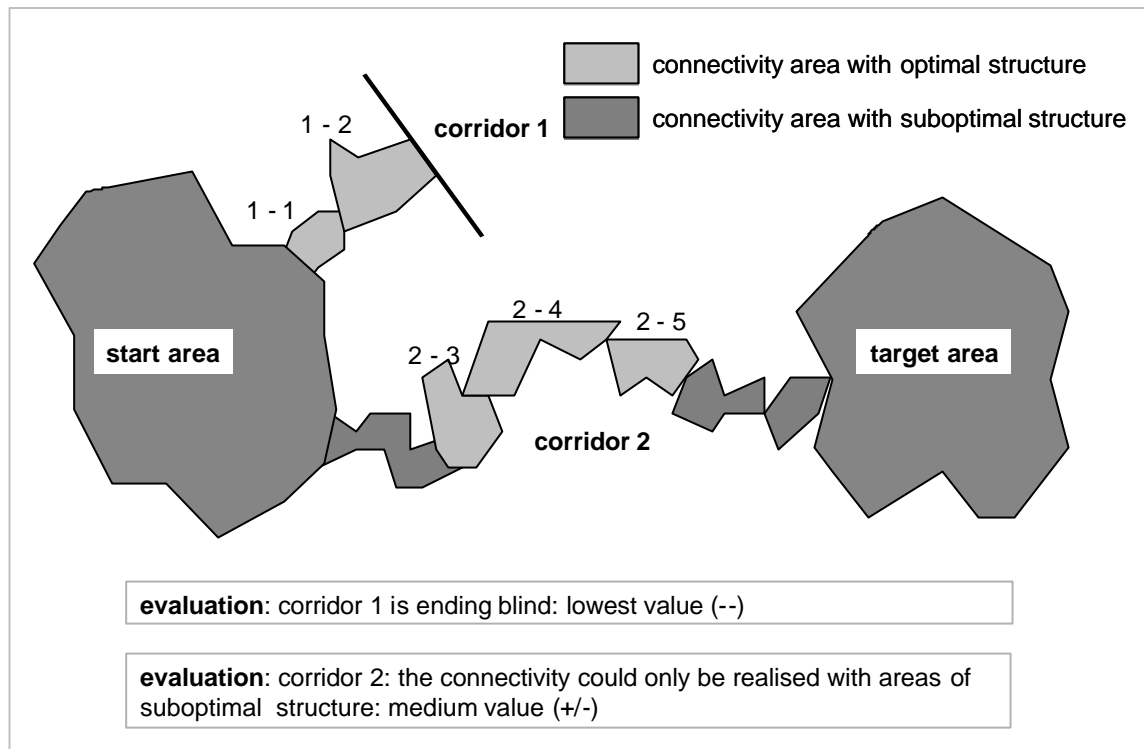 connectivity area with optimal structure
connectivity area with suboptimal structure
1 - 2
corridor 1
1 - 1
start area
2 - 4
2 - 5
2 - 3
target area
corridor 2
evaluation: corridor 1 is ending blind: lowest value (--)
evaluation: corridor 2: the connectivity could only be realised with areas of
suboptimal structure: medium value (+/-)